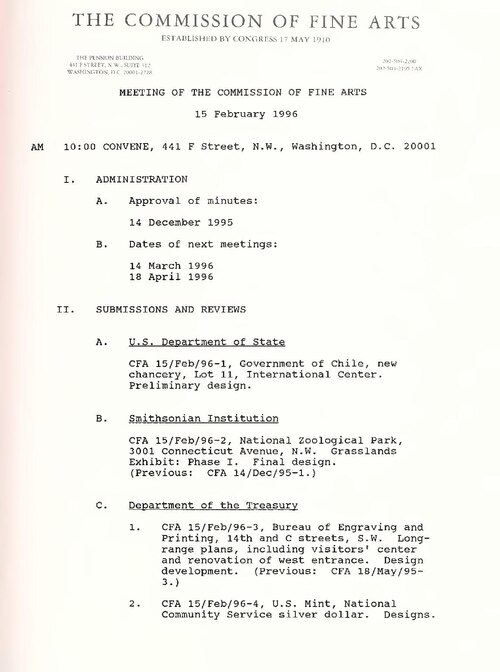 THE COMMISSION OF FINE ARTS
ESTABLISHED BY CONGRESS 17 MAY 1910
THE PENSION BUILDING
441 F STREET, N.W., SUITE 312
WASHINGTON, D.C. 20001-2728
202-504-2200
202-504-2195 FAX
MEETING OF THE COMMISSION OF FINE ARTS
15 February 1996
AM 10:00 CONVENE, 441 F Street, N.W., Washington, D.C. 20001
I. ADMINISTRATION
A. Approval of minutes:
14 December 1995
B. Dates of next meetings:
14 March 1996
18 April 1996
II. SUBMISSIONS AND REVIEWS
A. U.S. Department of State
CFA 15/Feb/96-1, Government of Chile, new
chancery, Lot 11, International Center.
Preliminary design.
B. Smithsonian Institution
CFA 15/Feb/96-2, National Zoological Park,
3001 Connecticut Avenue, N.W. Grasslands
Exhibit: Phase I. Final design.
(Previous: CFA 14/Dec/95-1.)
C. Department of the Treasury
1. CFA 15/Feb/96-3, Bureau of Engraving and
Printing, 14th and C streets, S.W. Long-
range plans, including visitors' center
and renovation of west entrance. Design
development. (Previous: CFA 18/May/95-
3.)
2. CFA 15/Feb/96-4, U.S. Mint, National
Community Service silver dollar. Designs.